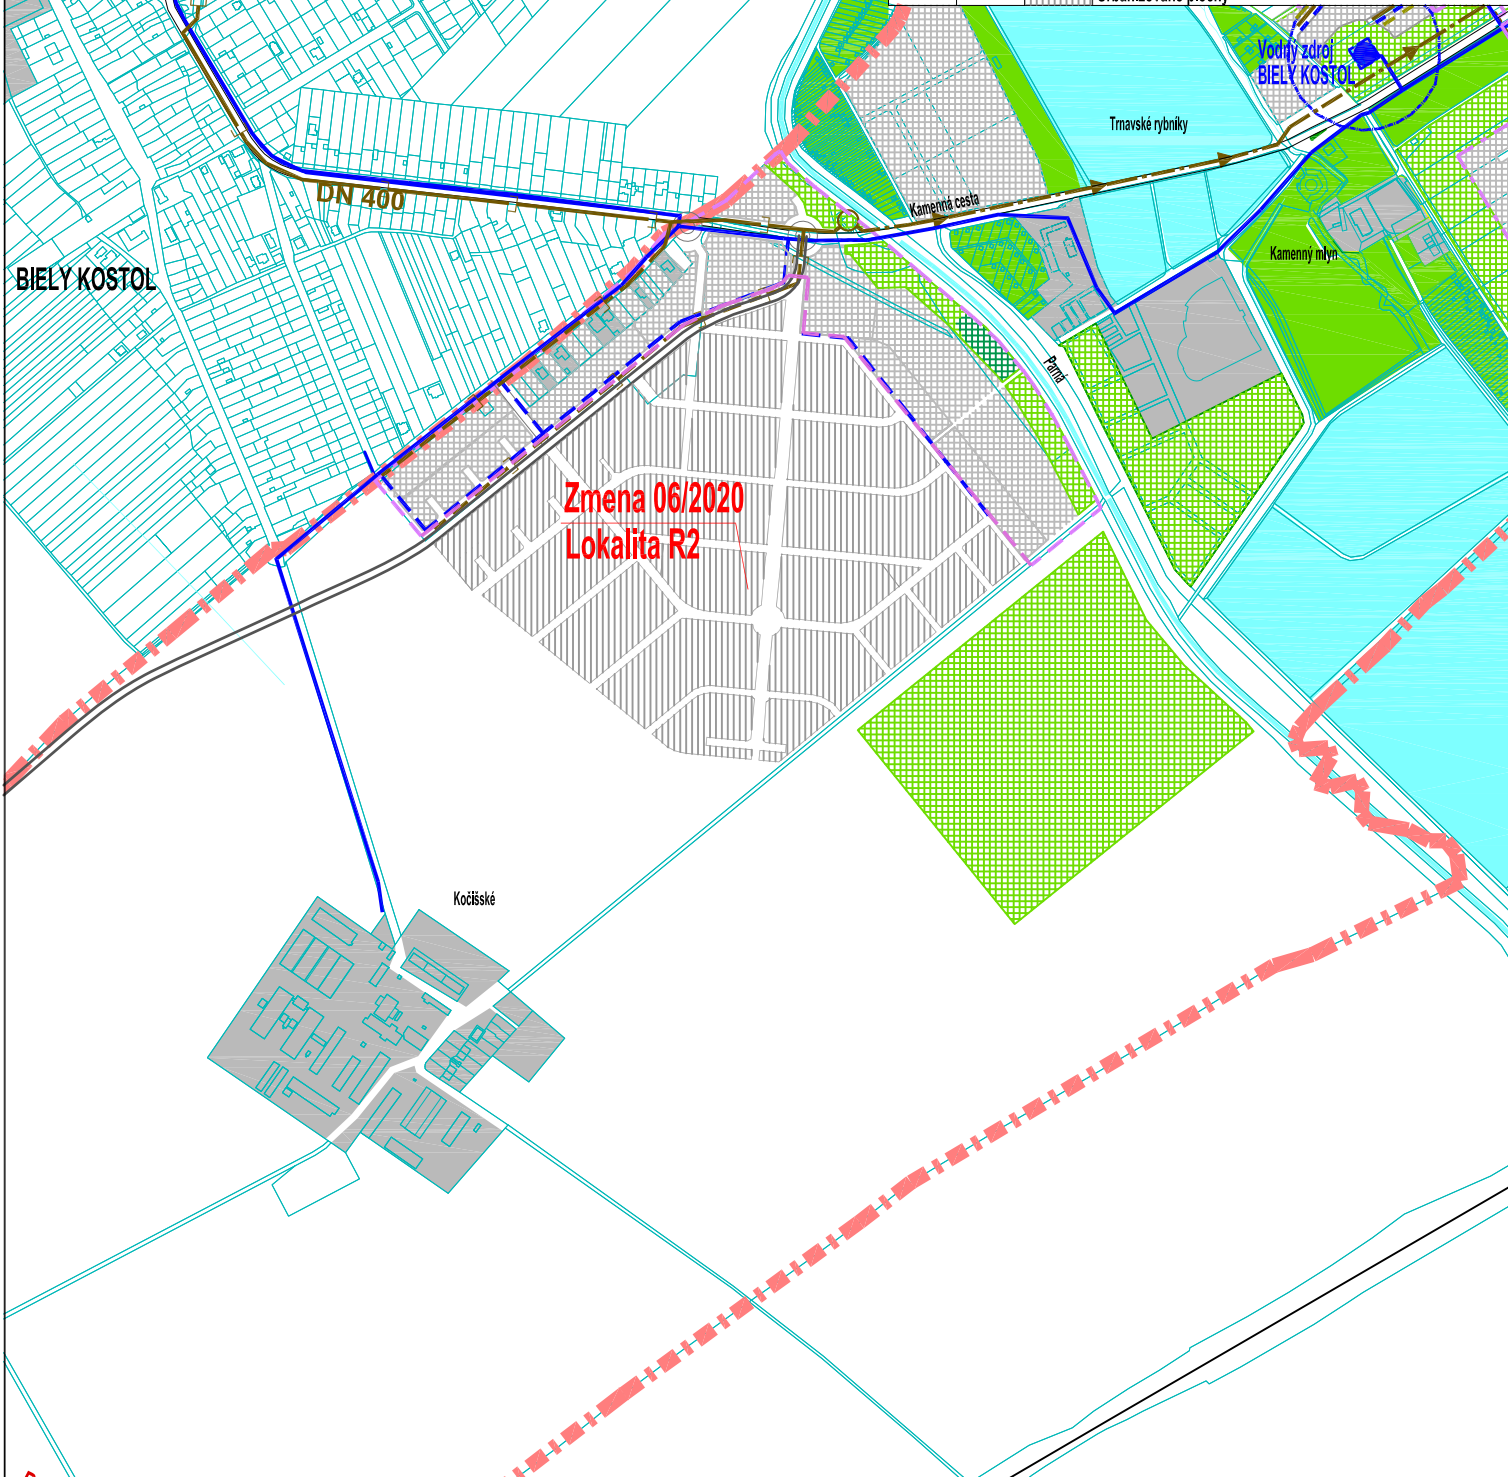 Vodný zdroj
BIELY KOSTOL
Trnavské rybníky
DN 400
Kamenná cesta
Kamenný mlyn
BIELY KOSTOL
Parná
Zmena 06/2020
Lokalita R2
Kočišské